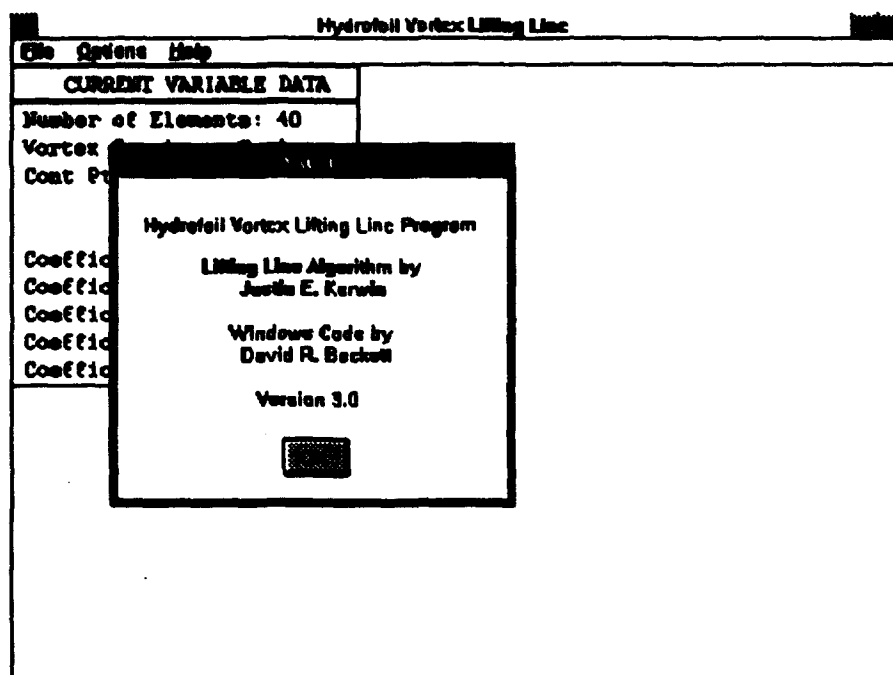 Hydrofoil Vortex Lifting Line
File Options Help
CURRENT VARIABLE DATA
Number of Elements: 40
Vortex
Cont Pt
Hydrofoil Vortex Lifting Line Program
Coeffic
Lifting Line Algorithm by
Coeffic
Justin E. Kerwin
Coeffic
Windows Code by
Coeffic
David R. Beckett
Coeffic
Version 3.0